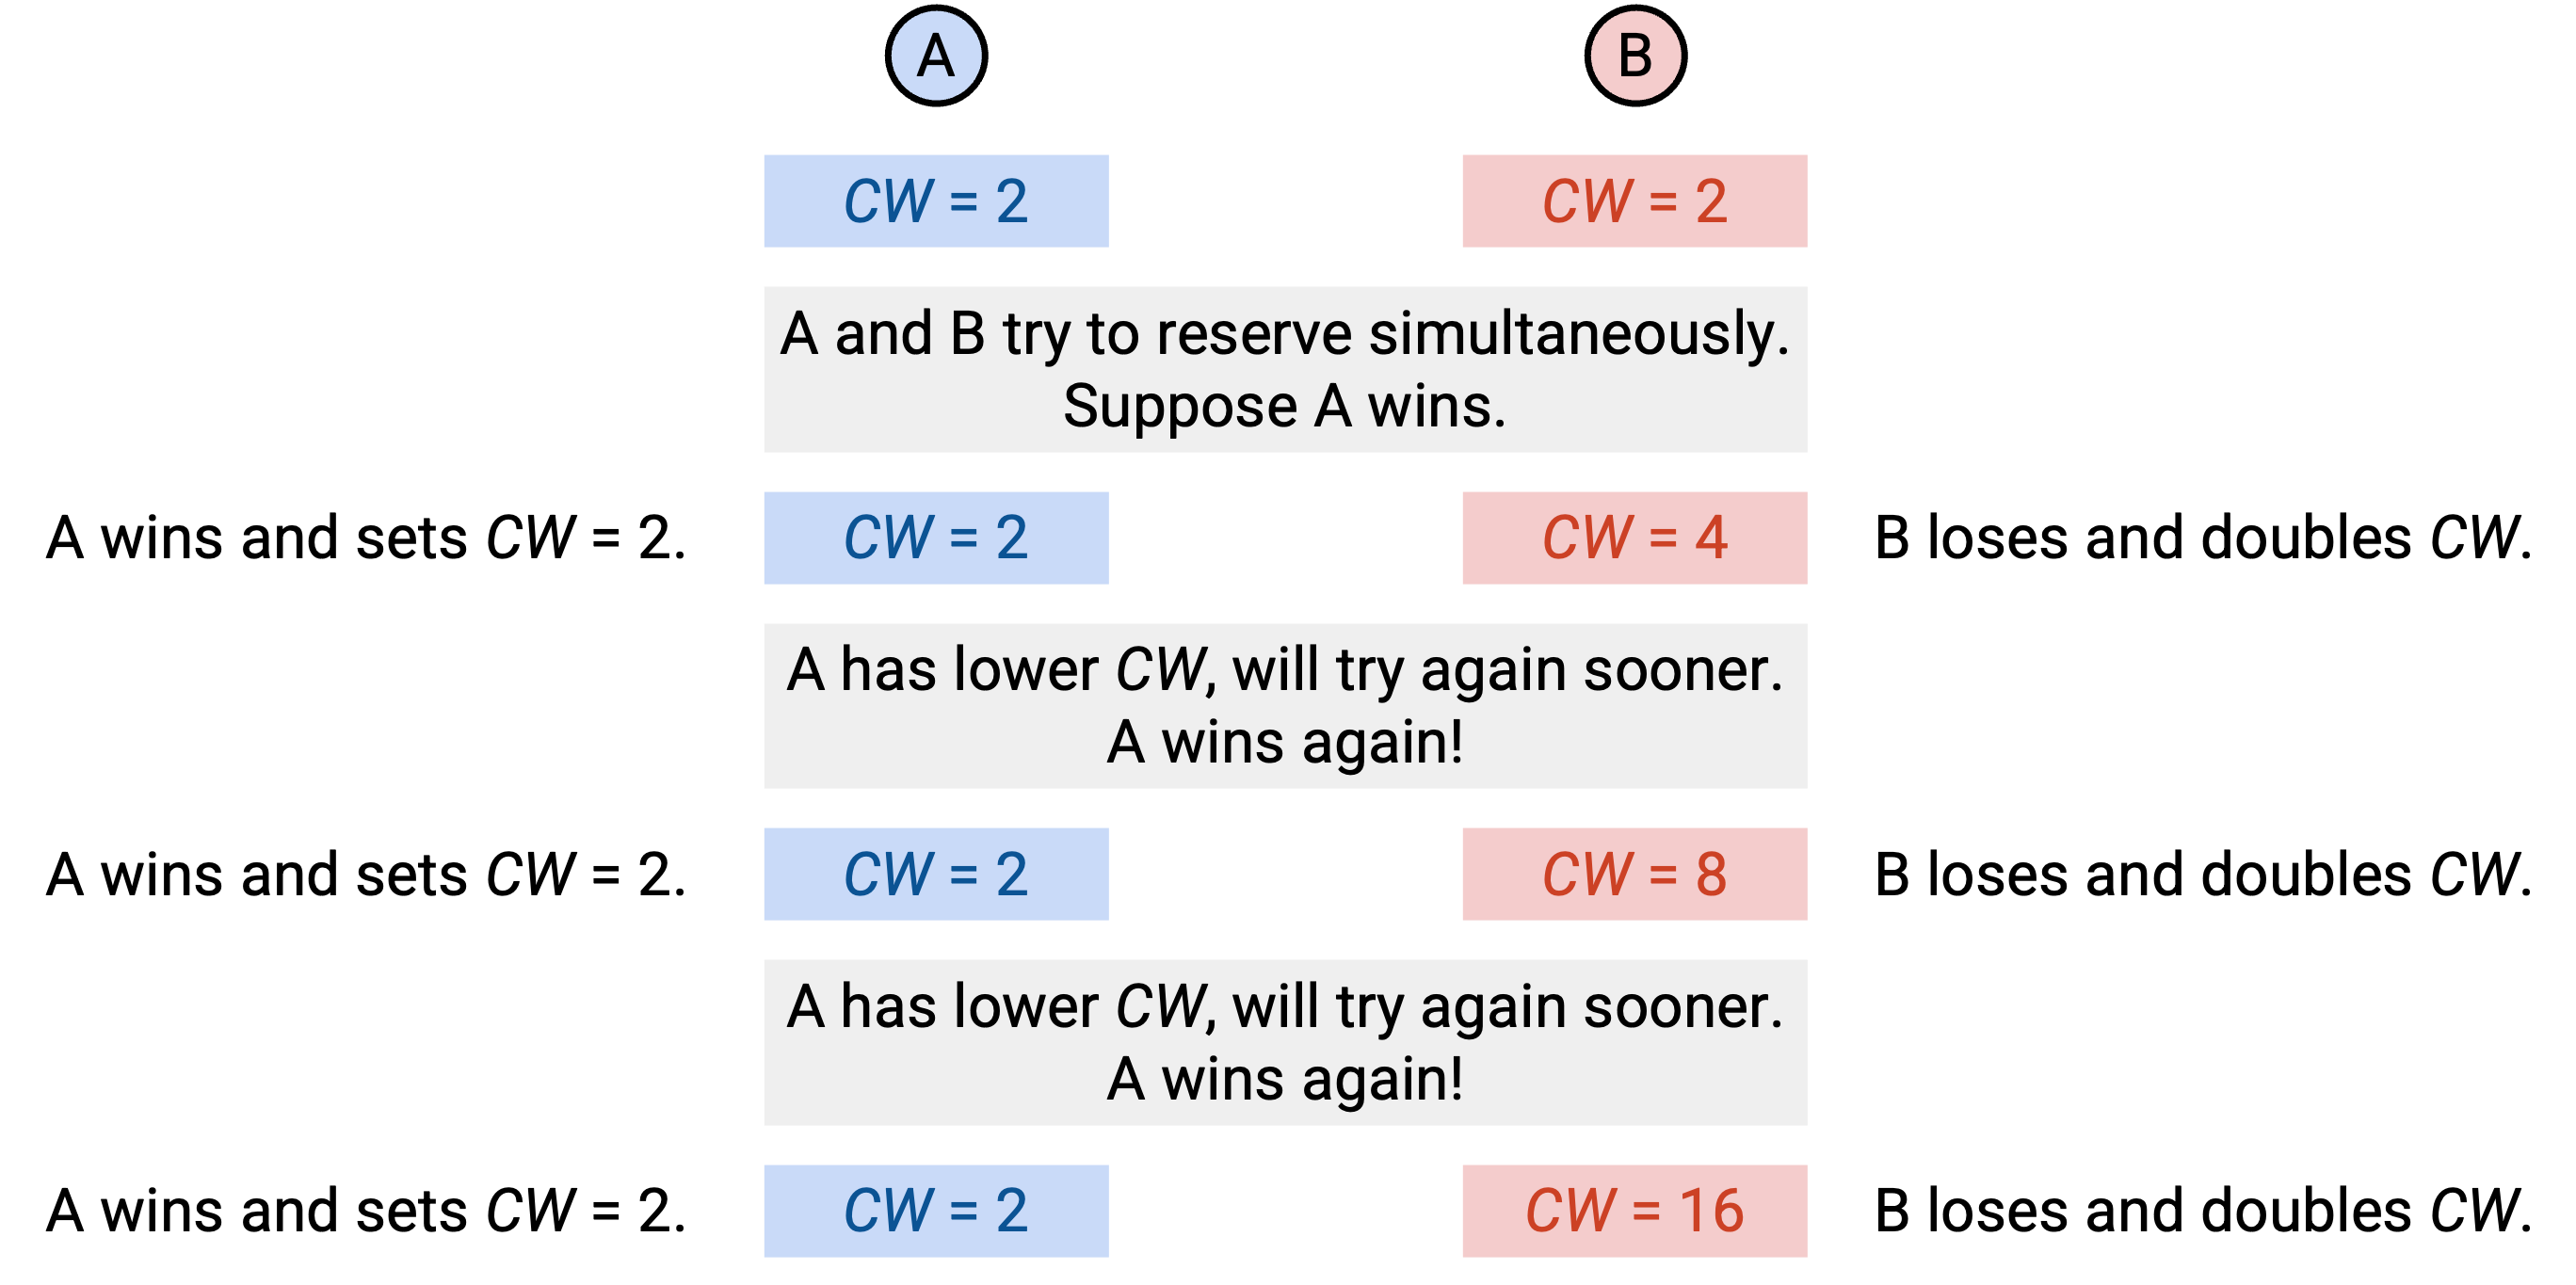 A
B
CW = 2
CW = 2
A and B try to reserve simultaneously.
Suppose A wins.
A wins and sets CW = 2.
CW = 2
CW = 4
B loses and doubles CW.
A has lower CW, will try again sooner.
A wins again!
A wins and sets CW = 2.
CW = 2
CW = 8
B loses and doubles CW.
A has lower CW, will try again sooner.
A wins again!
A wins and sets CW = 2.
CW = 2
CW = 16
B loses and doubles CW.